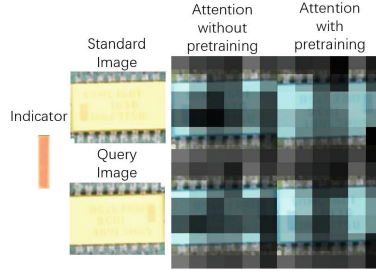 Attention without pretraining
Attention with pretraining
Standard Image
Indicator
Query Image